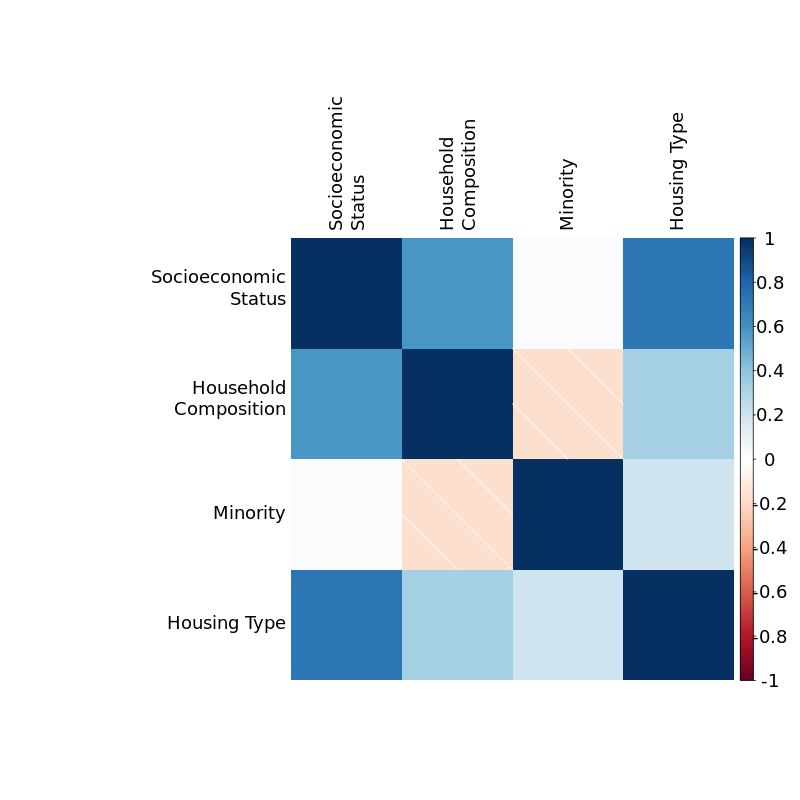 Socioeconomic
Status
Household
Composition
Minority
Housing Type
Socioeconomic
Status
Household
Composition
Minority
Housing Type
1
0.8
0.6
0.4
0.2
0
-0.2
-0.4
-0.6
-0.8
-1